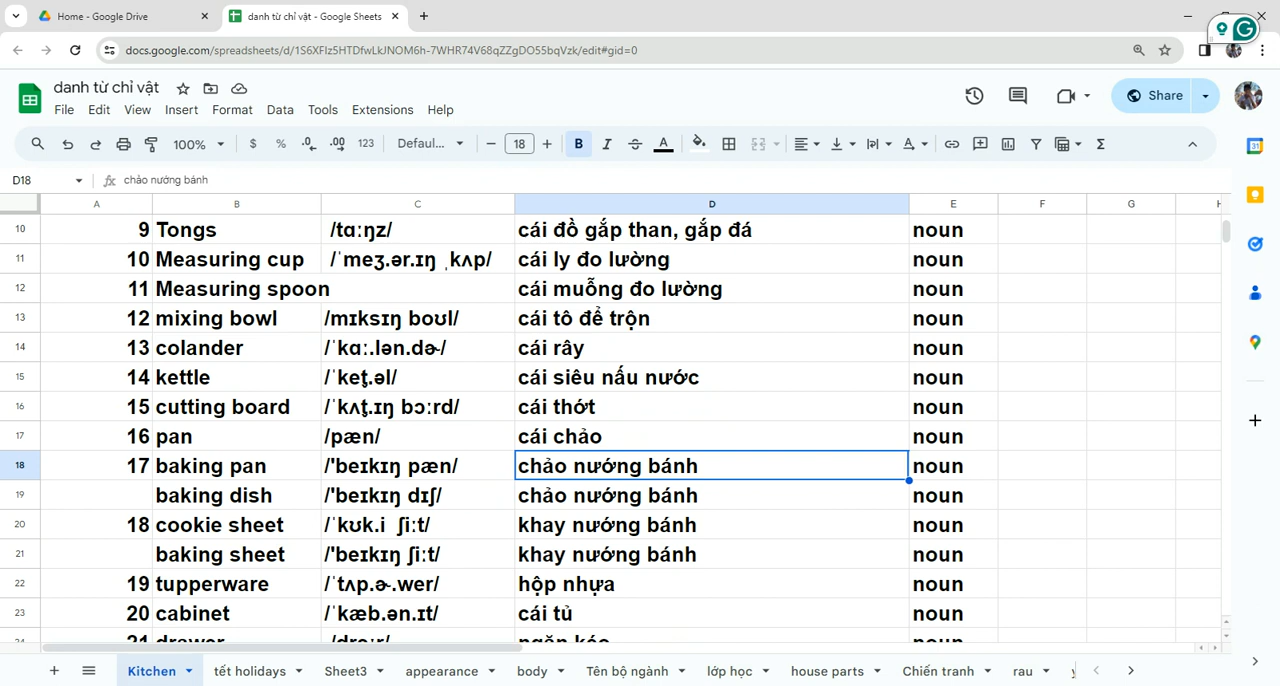 Home - Google Drive
danh từ chỉ vật - Google Sheets
docs.google.com/spreadsheets/d/1S6XFIz5HTDfwLkJNOM6h-7WHR74V68qZZgDO55bqVzk/edit#gid=0
danh từ chỉ vật
File Edit View Insert Format Data Tools Extensions Help
Share
100% $ % .0 .00 123 Defaul... 18 B I A
D18 fx chảo nướng bánh
A B C D E F G H
10 9 Tongs /tɑːŋz/ cái đồ gắp than, gắp đá noun
11 10 Measuring cup /ˈmeʒ.ər.ɪŋ ˌkʌp/ cái ly đo lường noun
12 11 Measuring spoon cái muỗng đo lường noun
13 12 mixing bowl /mɪksɪŋ boʊl/ cái tô để trộn noun
14 13 colander /ˈkɑː.lən.dɚ/ cái rây noun
15 14 kettle /ˈket̬.əl/ cái siêu nấu nước noun
16 15 cutting board /ˈkʌt̬.ɪŋ bɔːrd/ cái thớt noun
17 16 pan /pæn/ cái chảo noun
18 17 baking pan /'beɪkɪŋ pæn/ chảo nướng bánh noun
19 baking dish /'beɪkɪŋ dɪʃ/ chảo nướng bánh noun
20 18 cookie sheet /ˈkʊk.i ʃiːt/ khay nướng bánh noun
21 baking sheet /'beɪkɪŋ ʃiːt/ khay nướng bánh noun
22 19 tupperware /ˈtʌp.ɚ.wer/ hộp nhựa noun
23 20 cabinet /ˈkæb.ən.ɪt/ cái tủ noun
24 21 drawer ngăn kéo noun
Kitchen tết holidays Sheet3 appearance body Tên bộ ngành lớp học house parts Chiến tranh rau